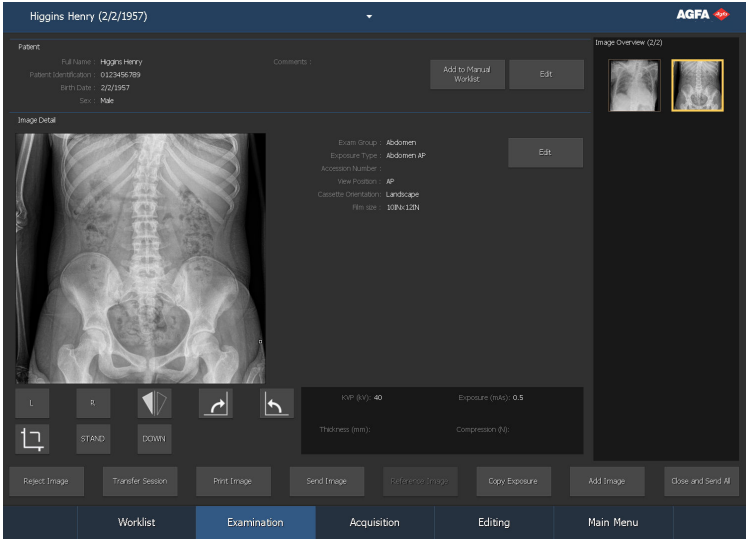 Higgins Henry (2/2/1957)
AGFA
Patient
Full Name : Higgins Henry
Comments :
Patient Identification : 0123456789
Birth Date : 2/2/1957
Sex : Male
Add to Manual
Worklist
Edit
Image Overview (2/2)
Image Detail
Exam Group : Abdomen
Exposure Type : Abdomen AP
Accession Number :
View Position : AP
Cassette Orientation: Landscape
Film size : 10INx12IN
Edit
L
R
STAND
DOWN
KVP (kV): 40
Exposure (mAs): 0.5
Thickness (mm):
Compression (N):
Reject Image
Transfer Session
Print Image
Send Image
Reference Image
Copy Exposure
Add Image
Close and Send All
Worklist
Examination
Acquisition
Editing
Main Menu